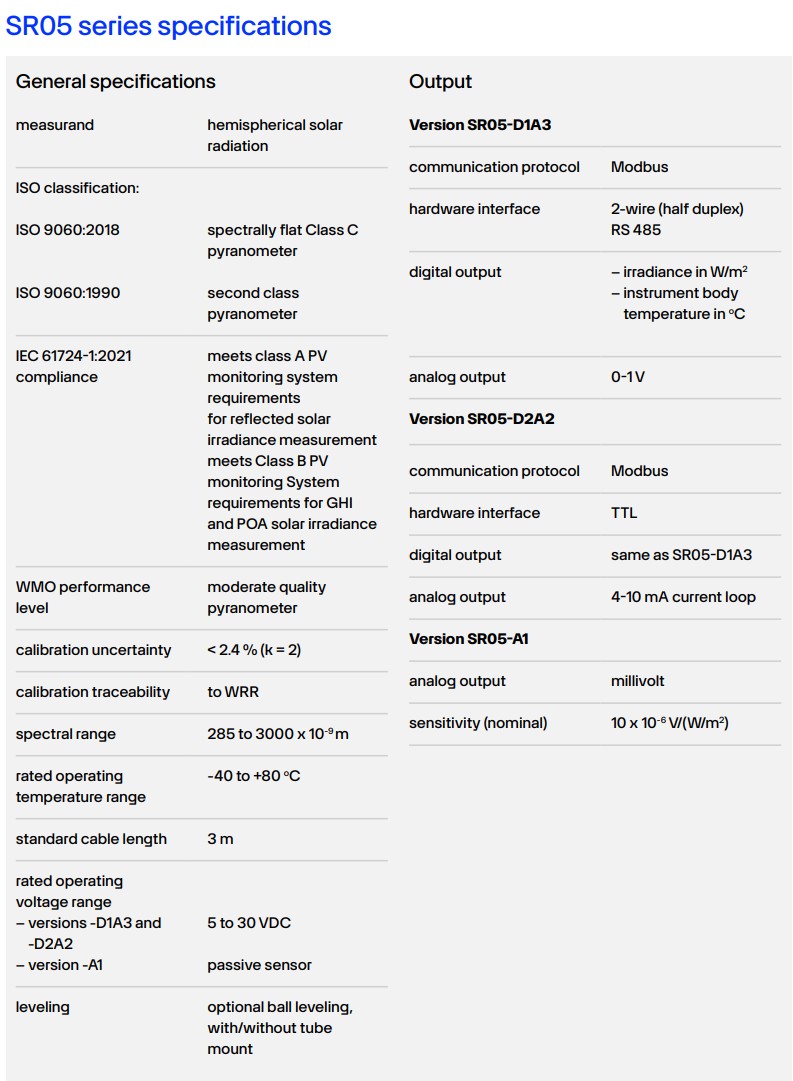 SR05 series specifications
General specifications
measurand hemispherical solar
radiation
ISO classification:
ISO 9060:2018 spectrally flat Class C
pyranometer
ISO 9060:1990 second class
pyranometer
IEC 61724-1:2021 meets class A PV
compliance monitoring system
requirements
for reflected solar
irradiance measurement
meets Class B PV
monitoring System
requirements for GHI
and POA solar irradiance
measurement
WMO performance moderate quality
level pyranometer
calibration uncertainty < 2.4 % (k = 2)
calibration traceability to WRR
spectral range 285 to 3000 x 10⁻⁹ m
rated operating -40 to +80 °C
temperature range
standard cable length 3 m
rated operating
voltage range
– versions -D1A3 and 5 to 30 VDC
-D2A2
– version -A1 passive sensor
leveling optional ball leveling,
with/without tube
mount
Output
Version SR05-D1A3
communication protocol Modbus
hardware interface 2-wire (half duplex)
RS 485
digital output – irradiance in W/m²
– instrument body
temperature in °C
analog output 0-1 V
Version SR05-D2A2
communication protocol Modbus
hardware interface TTL
digital output same as SR05-D1A3
analog output 4-10 mA current loop
Version SR05-A1
analog output millivolt
sensitivity (nominal) 10 x 10⁻⁶ V/(W/m²)